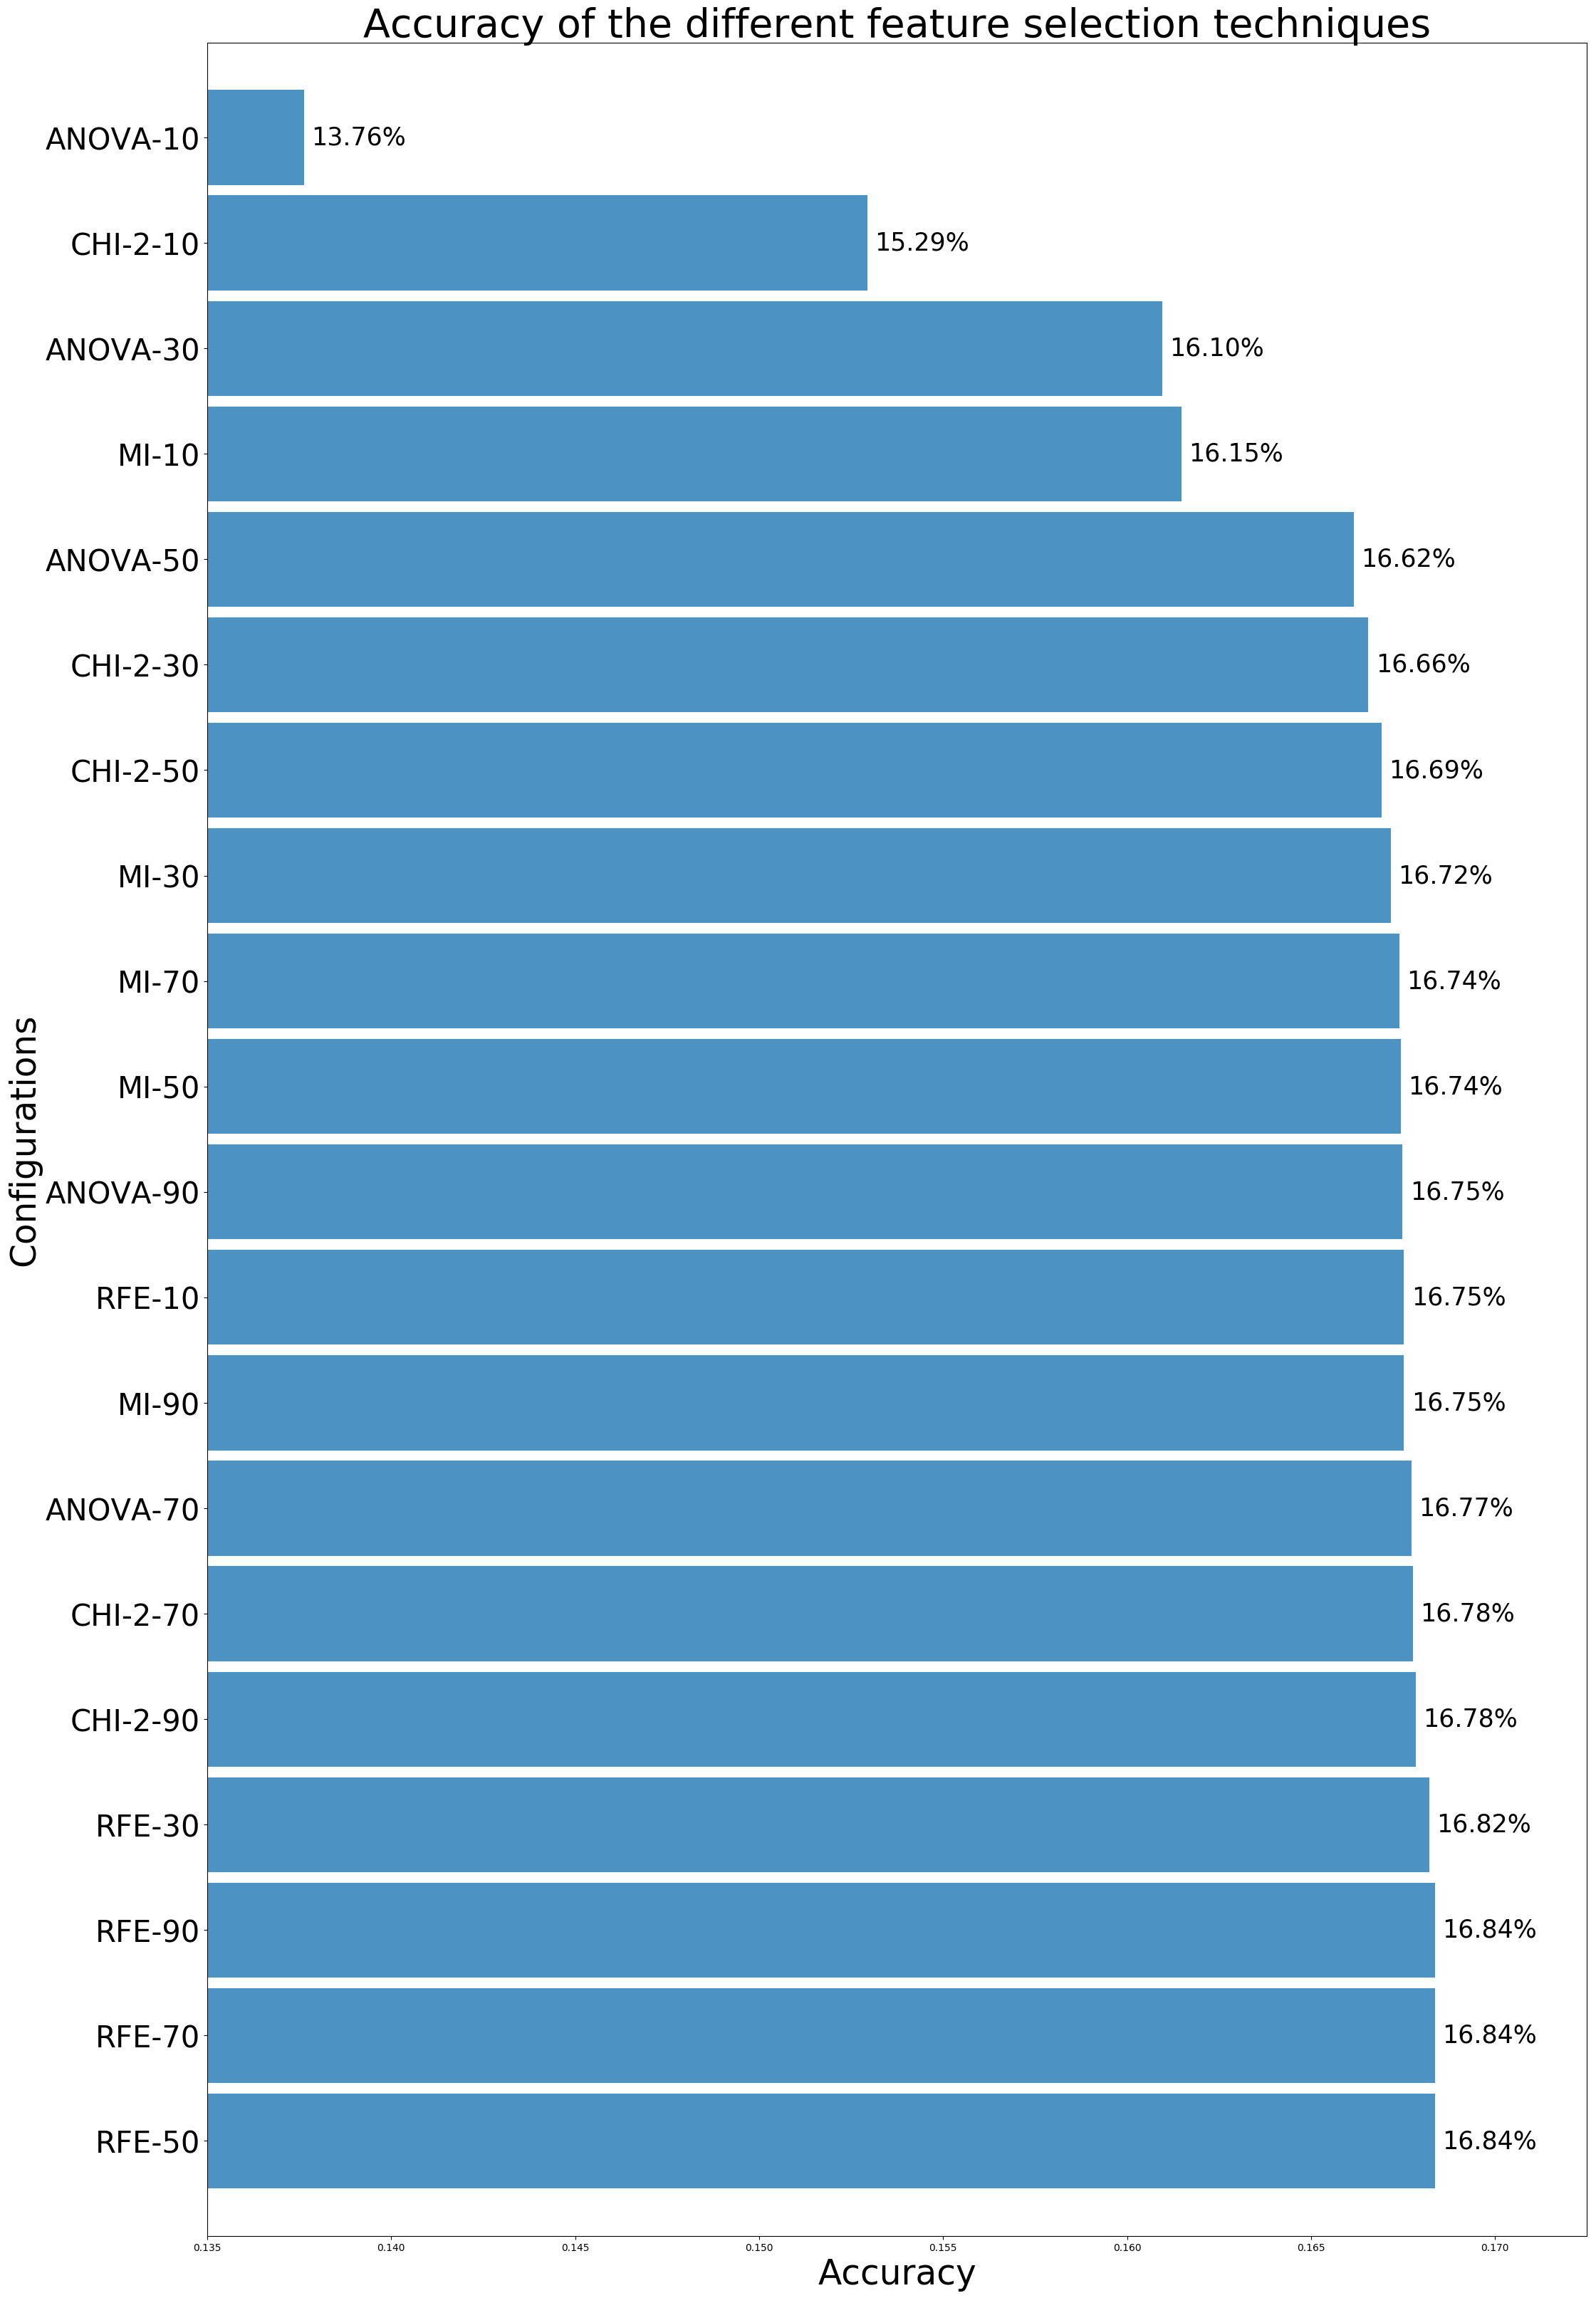 Accuracy of the different feature selection techniques
ANOVA-10 13.76%
CHI-2-10 15.29%
ANOVA-30 16.10%
MI-10 16.15%
ANOVA-50 16.62%
CHI-2-30 16.66%
CHI-2-50 16.69%
MI-30 16.72%
MI-70 16.74%
MI-50 16.74%
ANOVA-90 16.75%
RFE-10 16.75%
MI-90 16.75%
ANOVA-70 16.77%
CHI-2-70 16.78%
CHI-2-90 16.78%
RFE-30 16.82%
RFE-90 16.84%
RFE-70 16.84%
RFE-50 16.84%
Configurations
0.135 0.140 0.145 0.150 0.155 0.160 0.165 0.170
Accuracy